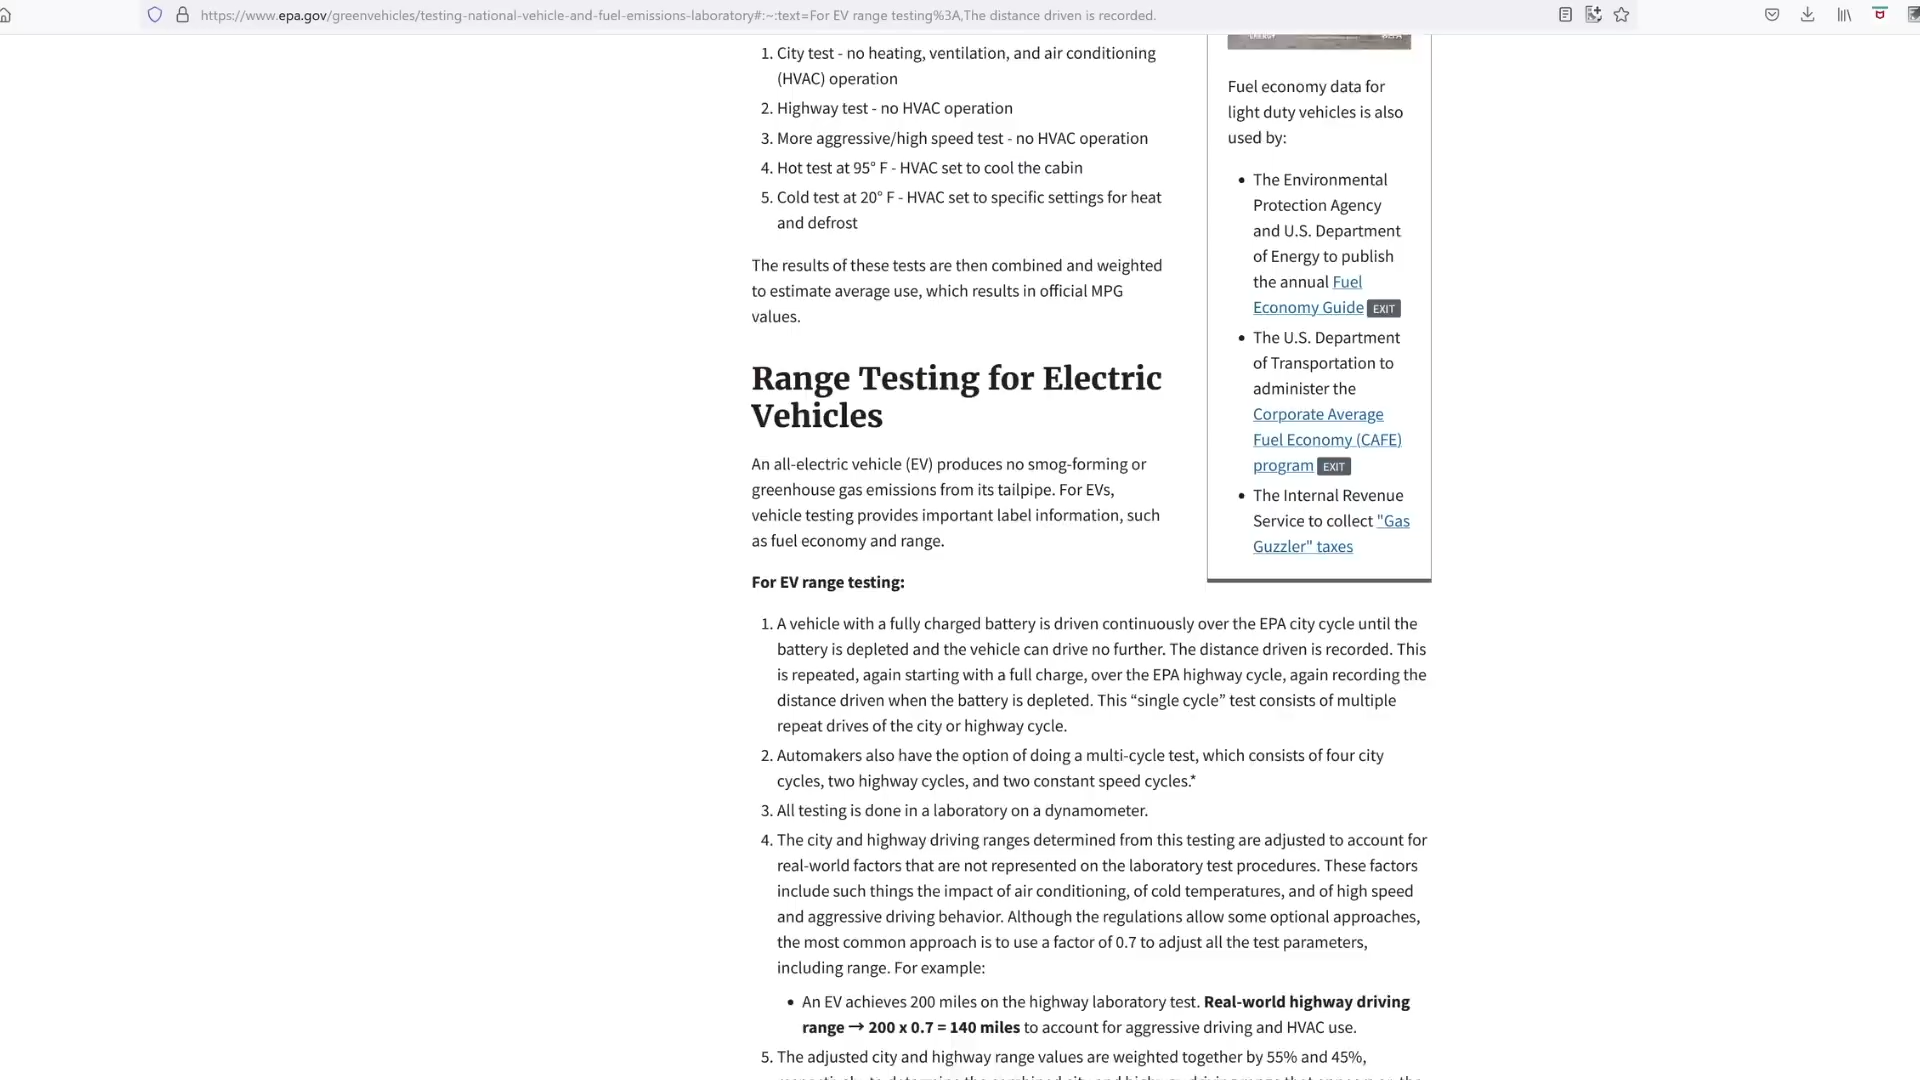 https://www.epa.gov/greenvehicles/testing-national-vehicle-and-fuel-emissions-laboratory#:~:text=For EV range testing%3A,The distance driven is recorded.
1. City test - no heating, ventilation, and air conditioning
(HVAC) operation
2. Highway test - no HVAC operation
3. More aggressive/high speed test - no HVAC operation
4. Hot test at 95° F - HVAC set to cool the cabin
5. Cold test at 20° F - HVAC set to specific settings for heat
and defrost
The results of these tests are then combined and weighted
to estimate average use, which results in official MPG
values.
Range Testing for Electric
Vehicles
An all-electric vehicle (EV) produces no smog-forming or
greenhouse gas emissions from its tailpipe. For EVs,
vehicle testing provides important label information, such
as fuel economy and range.
For EV range testing:
1. A vehicle with a fully charged battery is driven continuously over the EPA city cycle until the
battery is depleted and the vehicle can drive no further. The distance driven is recorded. This
is repeated, again starting with a full charge, over the EPA highway cycle, again recording the
distance driven when the battery is depleted. This “single cycle” test consists of multiple
repeat drives of the city or highway cycle.
2. Automakers also have the option of doing a multi-cycle test, which consists of four city
cycles, two highway cycles, and two constant speed cycles.*
3. All testing is done in a laboratory on a dynamometer.
4. The city and highway driving ranges determined from this testing are adjusted to account for
real-world factors that are not represented on the laboratory test procedures. These factors
include such things the impact of air conditioning, of cold temperatures, and of high speed
and aggressive driving behavior. Although the regulations allow some optional approaches,
the most common approach is to use a factor of 0.7 to adjust all the test parameters,
including range. For example:
• An EV achieves 200 miles on the highway laboratory test. Real-world highway driving
range → 200 x 0.7 = 140 miles to account for aggressive driving and HVAC use.
5. The adjusted city and highway range values are weighted together by 55% and 45%,
Fuel economy data for
light duty vehicles is also
used by:
• The Environmental
Protection Agency
and U.S. Department
of Energy to publish
the annual Fuel
Economy Guide EXIT
• The U.S. Department
of Transportation to
administer the
Corporate Average
Fuel Economy (CAFE)
program EXIT
• The Internal Revenue
Service to collect "Gas
Guzzler" taxes